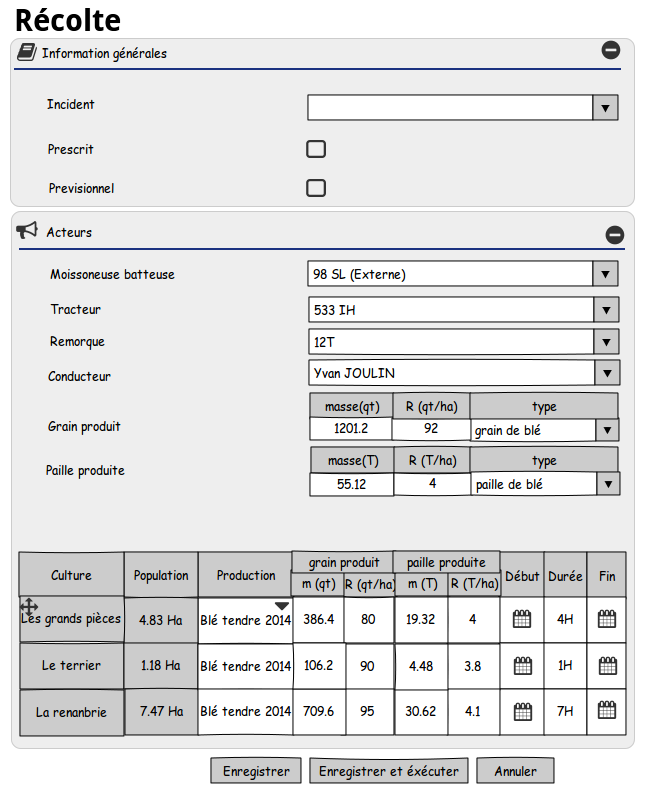 Récolte
Information générales
Incident
Prescrit
Previsionnel
Acteurs
Moissoneuse batteuse 98 SL (Externe)
Tracteur 533 IH
Remorque 12T
Conducteur Yvan JOULIN
masse(qt) R (qt/ha) type
Grain produit 1201.2 92 grain de blé
masse(T) R (T/ha) type
Paille produite 55.12 4 paille de blé
grain produit paille produite
Culture Population Production m (qt) R (qt/ha) m (T) R (T/ha) Début Durée Fin
Les grands pièces 4.83 Ha Blé tendre 2014 386.4 80 19.32 4 4H
Le terrier 1.18 Ha Blé tendre 2014 106.2 90 4.48 3.8 1H
La renanbrie 7.47 Ha Blé tendre 2014 709.6 95 30.62 4.1 7H
Enregistrer Enregistrer et éxécuter Annuler